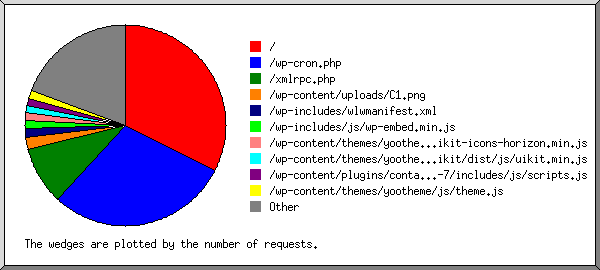 /
/wp-cron.php
/xmlrpc.php
/wp-content/uploads/C1.png
/wp-includes/wlwmanifest.xml
/wp-includes/js/wp-embed.min.js
/wp-content/themes/yoothe...ikit-icons-horizon.min.js
/wp-content/themes/yoothe...ikit/dist/js/uikit.min.js
/wp-content/plugins/conta...-7/includes/js/scripts.js
/wp-content/themes/yootheme/js/theme.js
Other
The wedges are plotted by the number of requests.